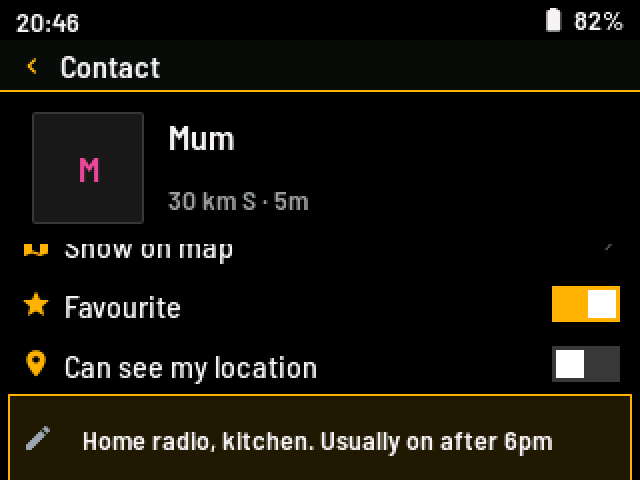 20:46
82%
Contact
M
Mum
30 km S · 5m
Show on map
Favourite
Can see my location
Home radio, kitchen. Usually on after 6pm